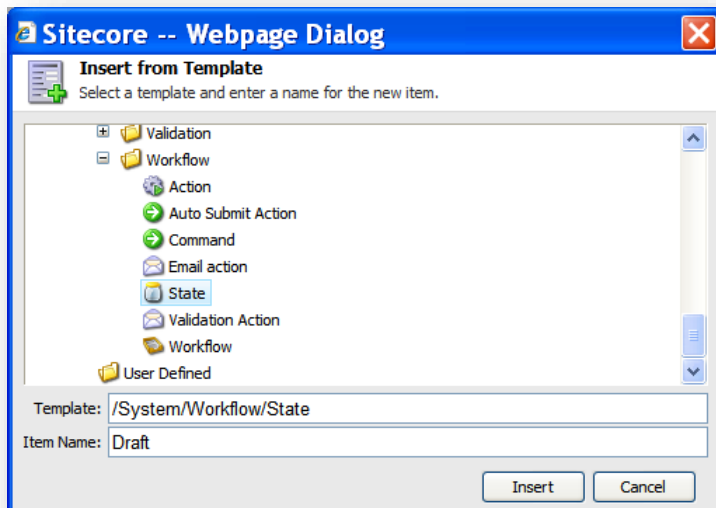 Sitecore -- Webpage Dialog
Insert from Template
Select a template and enter a name for the new item.
Validation
Workflow
Action
Auto Submit Action
Command
Email action
State
Validation Action
Workflow
User Defined
Template: /System/Workflow/State
Item Name: Draft
Insert Cancel